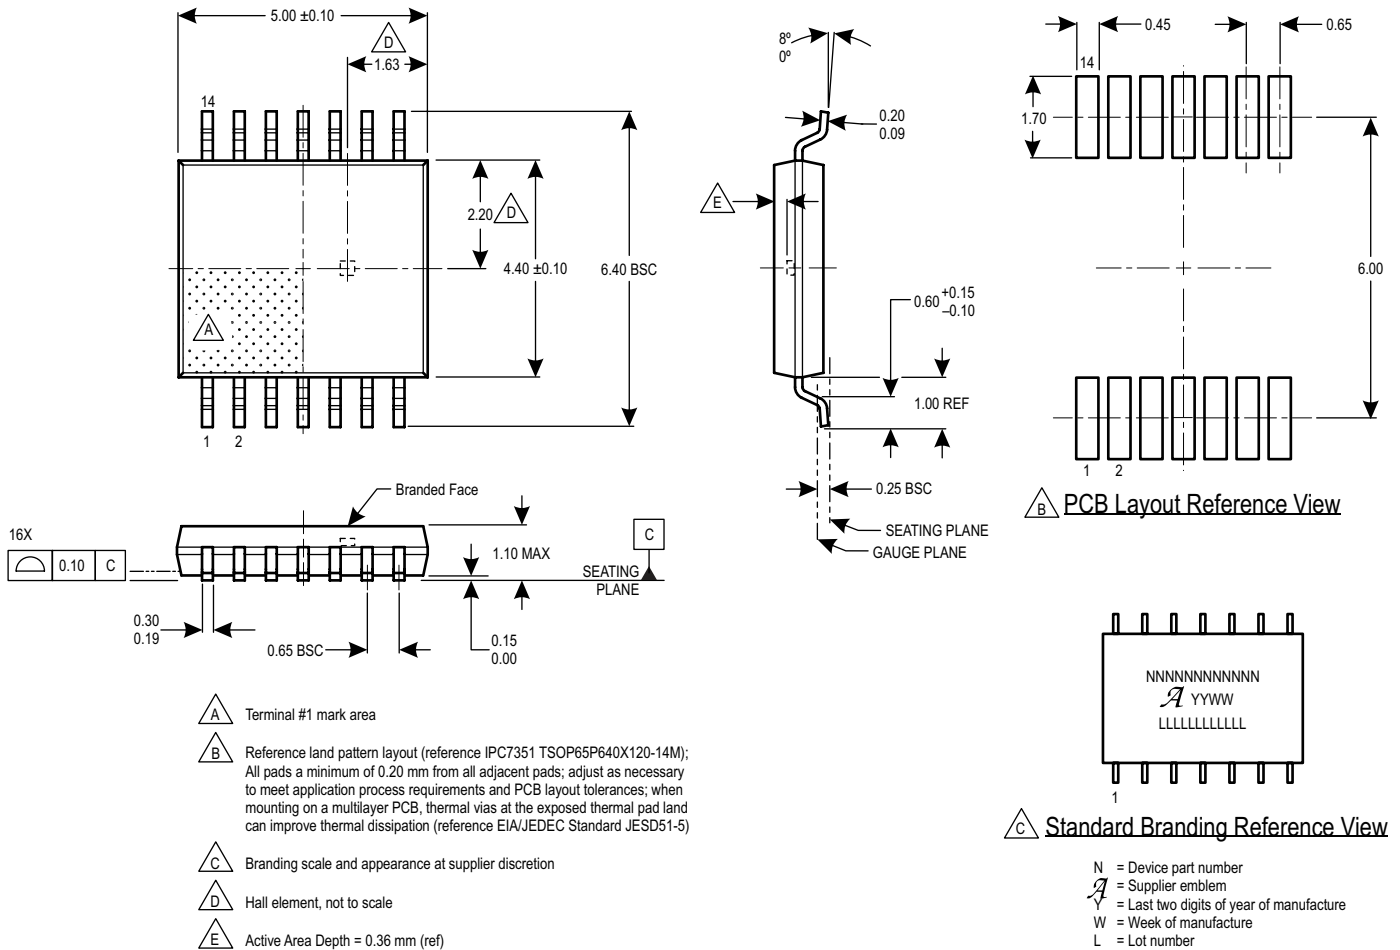 5.00 ±0.10
D
1.63
14
2.20
D
4.40 ±0.10
6.40 BSC
A
1 2
8º
0º
0.20
0.09
E
0.60 +0.15
–0.10
1.00 REF
0.25 BSC
SEATING PLANE
GAUGE PLANE
0.45
0.65
14
1.70
6.00
1 2
B PCB Layout Reference View
Branded Face
16X
0.10 C
1.10 MAX
C
SEATING
PLANE
0.30
0.19
0.65 BSC
0.15
0.00
NNNNNNNNNNNN
A YYWW
LLLLLLLLLLLL
1
C Standard Branding Reference View
N = Device part number
A = Supplier emblem
Y = Last two digits of year of manufacture
W = Week of manufacture
L = Lot number
A Terminal #1 mark area
B Reference land pattern layout (reference IPC7351 TSOP65P640X120-14M);
All pads a minimum of 0.20 mm from all adjacent pads; adjust as necessary
to meet application process requirements and PCB layout tolerances; when
mounting on a multilayer PCB, thermal vias at the exposed thermal pad land
can improve thermal dissipation (reference EIA/JEDEC Standard JESD51-5)
C Branding scale and appearance at supplier discretion
D Hall element, not to scale
E Active Area Depth = 0.36 mm (ref)